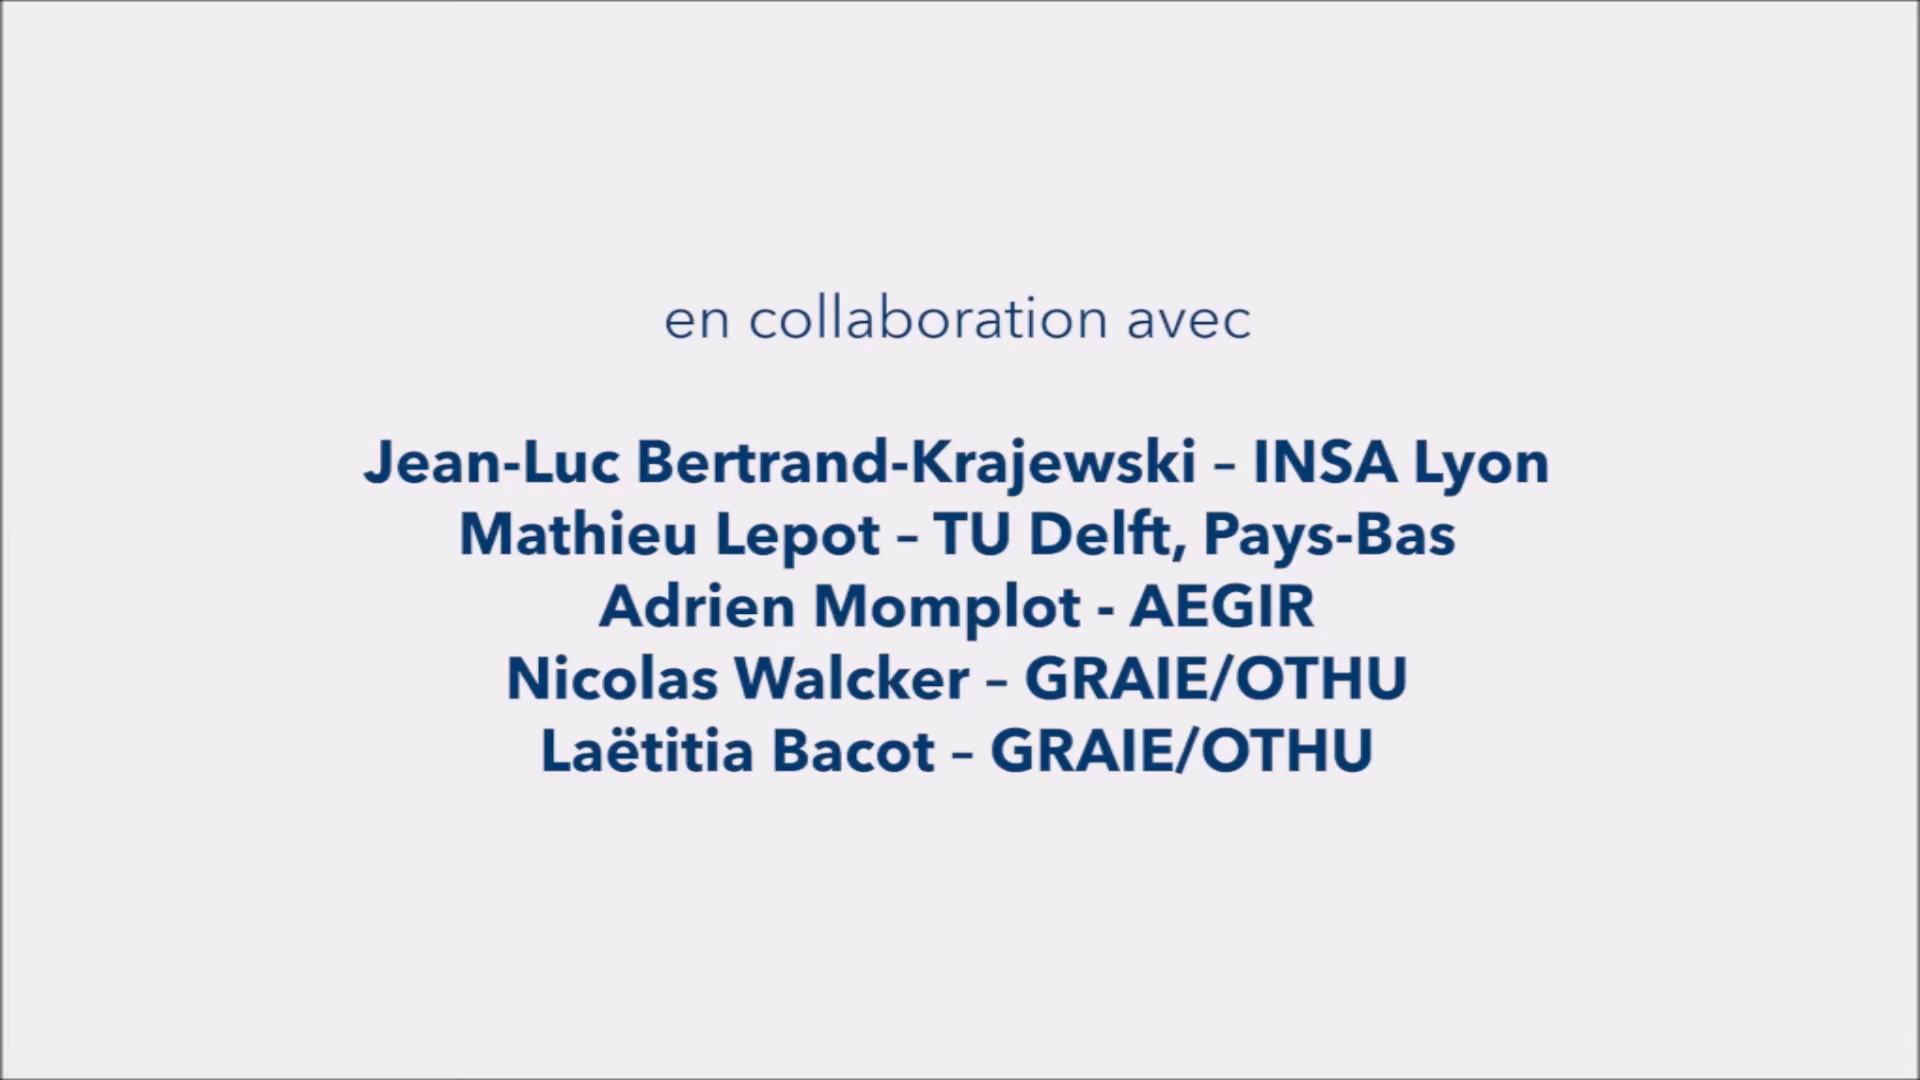 en collaboration avec
Jean-Luc Bertrand-Krajewski – INSA Lyon
Mathieu Lepot – TU Delft, Pays-Bas
Adrien Momplot - AEGIR
Nicolas Walcker – GRAIE/OTHU
Laëtitia Bacot – GRAIE/OTHU